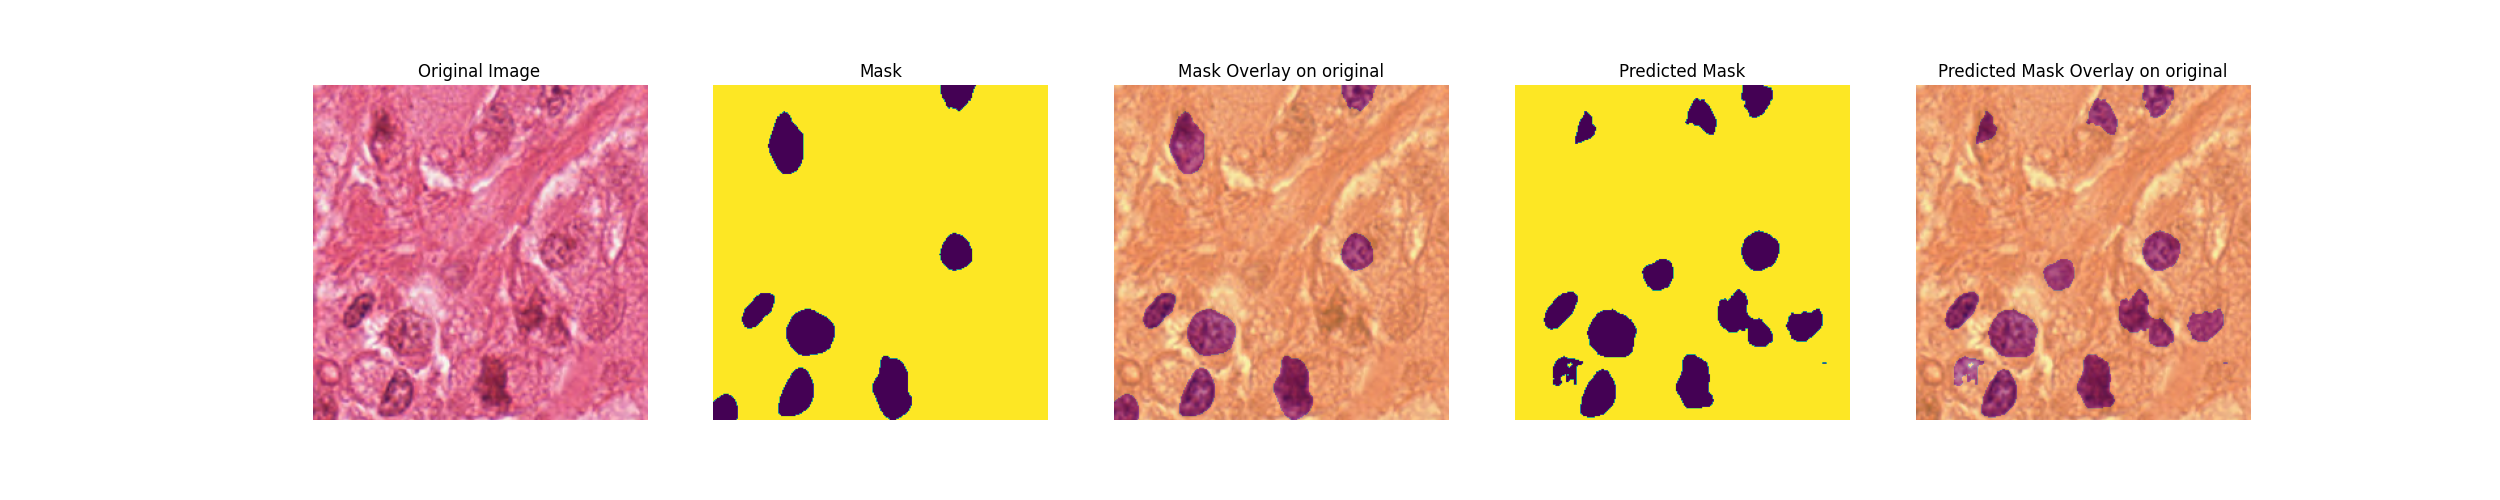 Original Image
Mask
Mask Overlay on original
Predicted Mask
Predicted Mask Overlay on original